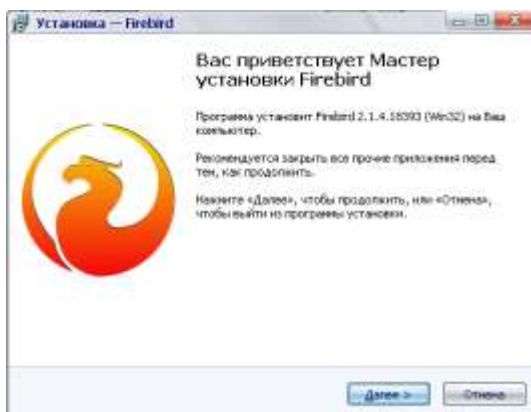 Установка — Firebird
Вас приветствует Мастер
установки Firebird
Программа установит Firebird 2.1.4.18393 (Win32) на Ваш
компьютер.
Рекомендуется закрыть все прочие приложения перед
тем, как продолжить.
Нажмите «Далее», чтобы продолжить, или «Отмена»,
чтобы выйти из программы установки.
Далее >
Отмена